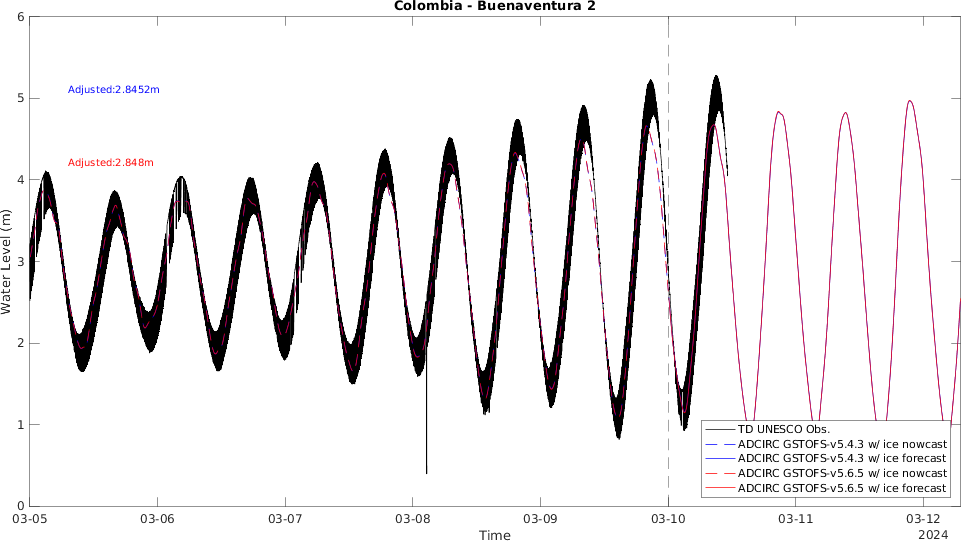 Colombia - Buenaventura 2
6
Adjusted:2.8452m
5
Adjusted:2.848m
4
3
2
1
0
Water Level (m)
TD UNESCO Obs.
ADCIRC GSTOFS-v5.4.3 w/ ice nowcast
ADCIRC GSTOFS-v5.4.3 w/ ice forecast
ADCIRC GSTOFS-v5.6.5 w/ ice nowcast
ADCIRC GSTOFS-v5.6.5 w/ ice forecast
03-05 03-06 03-07 03-08 03-09 03-10 03-11 03-12
Time
2024